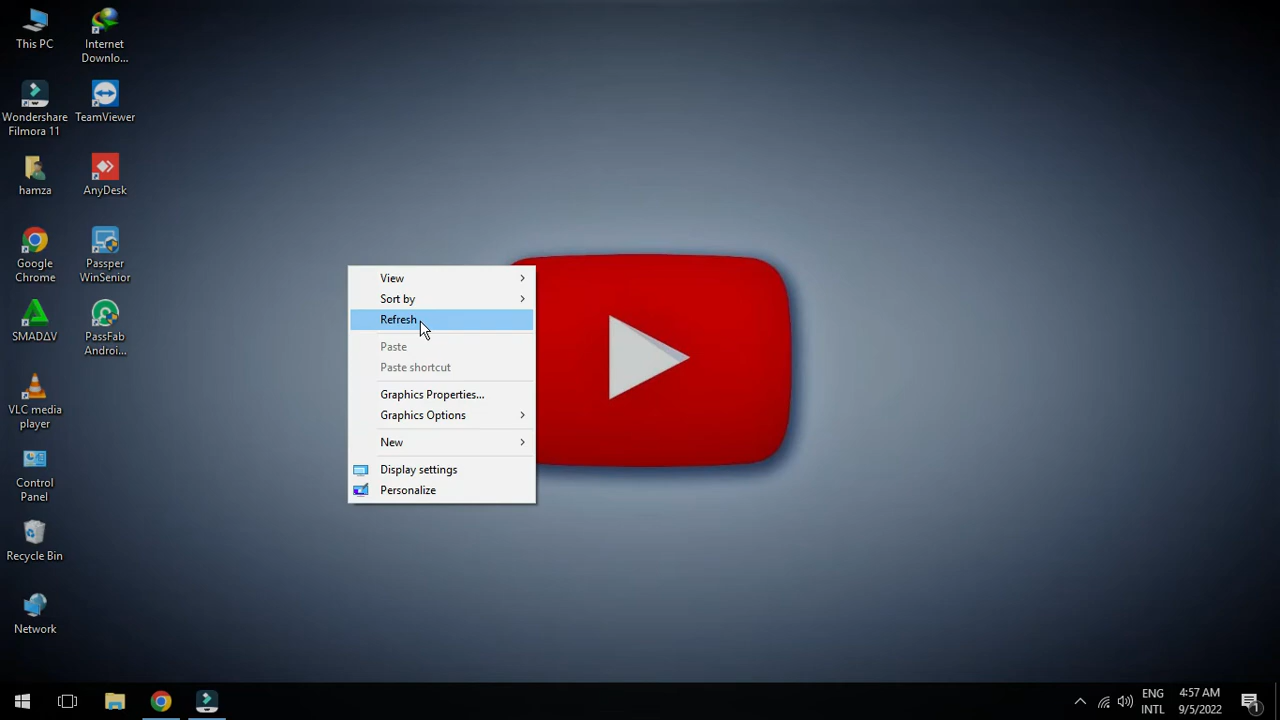 This PC
Internet
Downlo...
Wondershare
Filmora 11
TeamViewer
hamza
AnyDesk
Google
Chrome
Passper
WinSenior
SMADΔV
PassFab
Androi...
VLC media
player
Control
Panel
Recycle Bin
Network
View
Sort by
Refresh
Paste
Paste shortcut
Graphics Properties...
Graphics Options
New
Display settings
Personalize
ENG
INTL
4:57 AM
9/5/2022
1